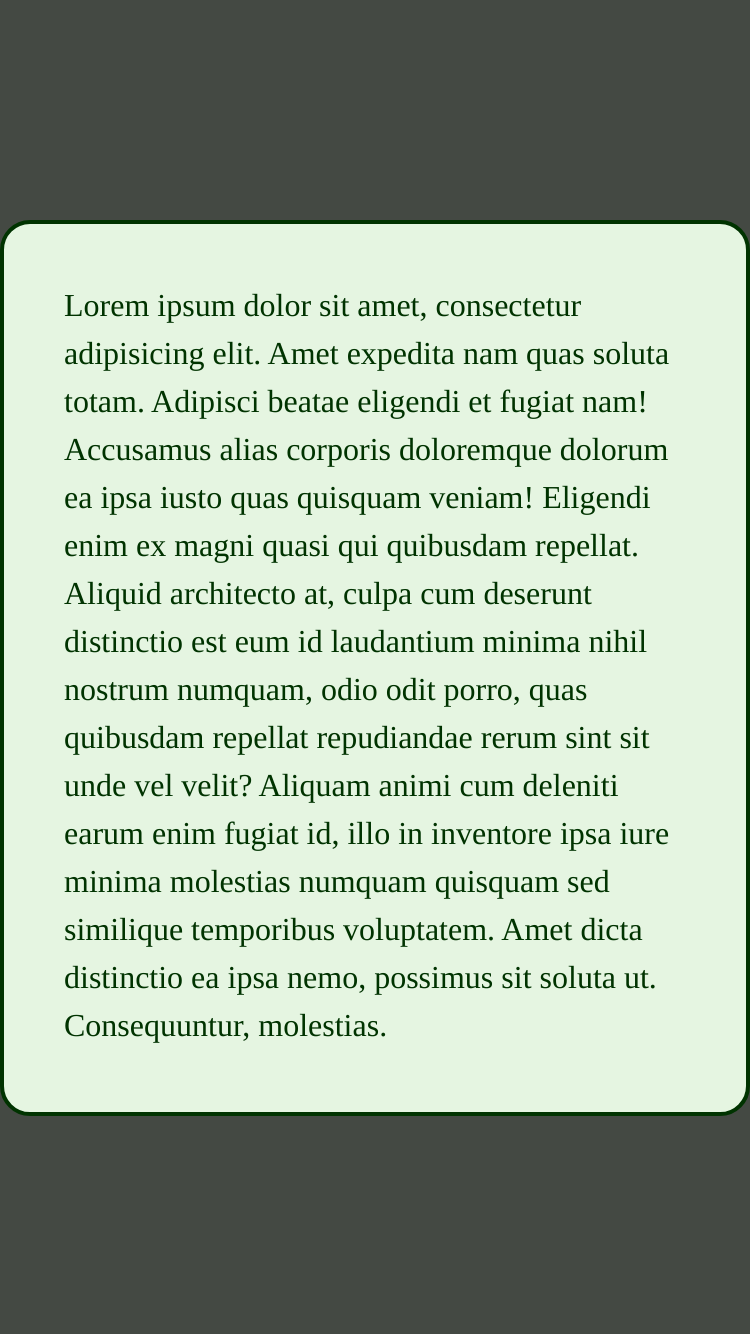 Lorem ipsum dolor sit amet, consectetur
adipisicing elit. Amet expedita nam quas soluta
totam. Adipisci beatae eligendi et fugiat nam!
Accusamus alias corporis doloremque dolorum
ea ipsa iusto quas quisquam veniam! Eligendi
enim ex magni quasi qui quibusdam repellat.
Aliquid architecto at, culpa cum deserunt
distinctio est eum id laudantium minima nihil
nostrum numquam, odio odit porro, quas
quibusdam repellat repudiandae rerum sint sit
unde vel velit? Aliquam animi cum deleniti
earum enim fugiat id, illo in inventore ipsa iure
minima molestias numquam quisquam sed
similique temporibus voluptatem. Amet dicta
distinctio ea ipsa nemo, possimus sit soluta ut.
Consequuntur, molestias.